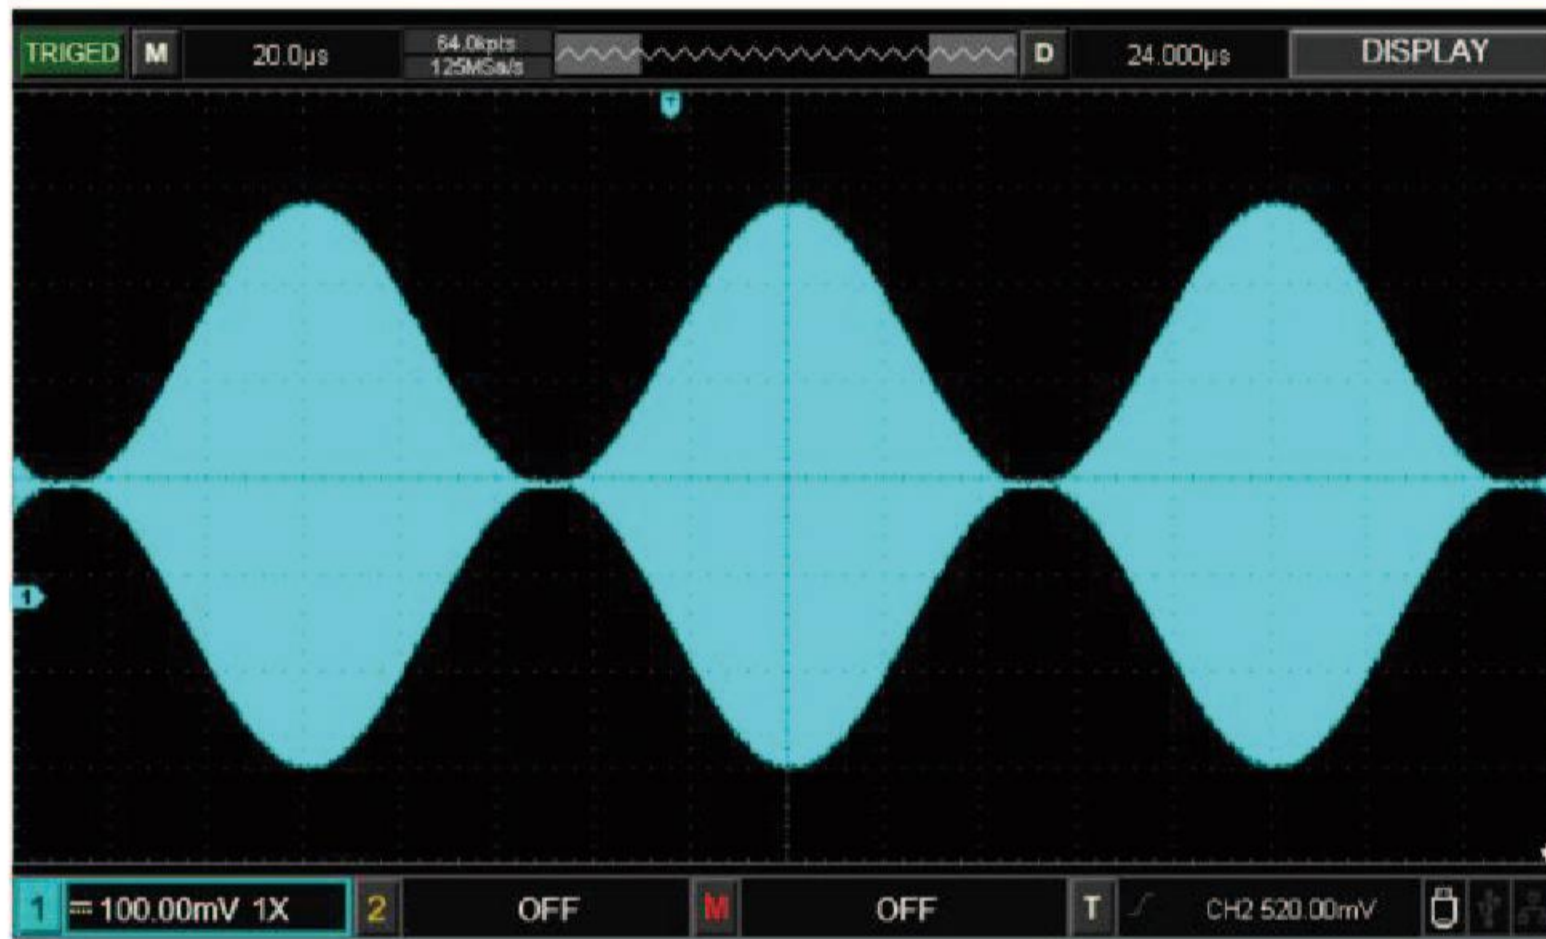 TRIGED M 20.0µs 64.0kpts D 24.000µs DISPLAY
125MSa/s
T
1
1 100.00mV 1X 2 OFF M OFF T CH2 520.00mV